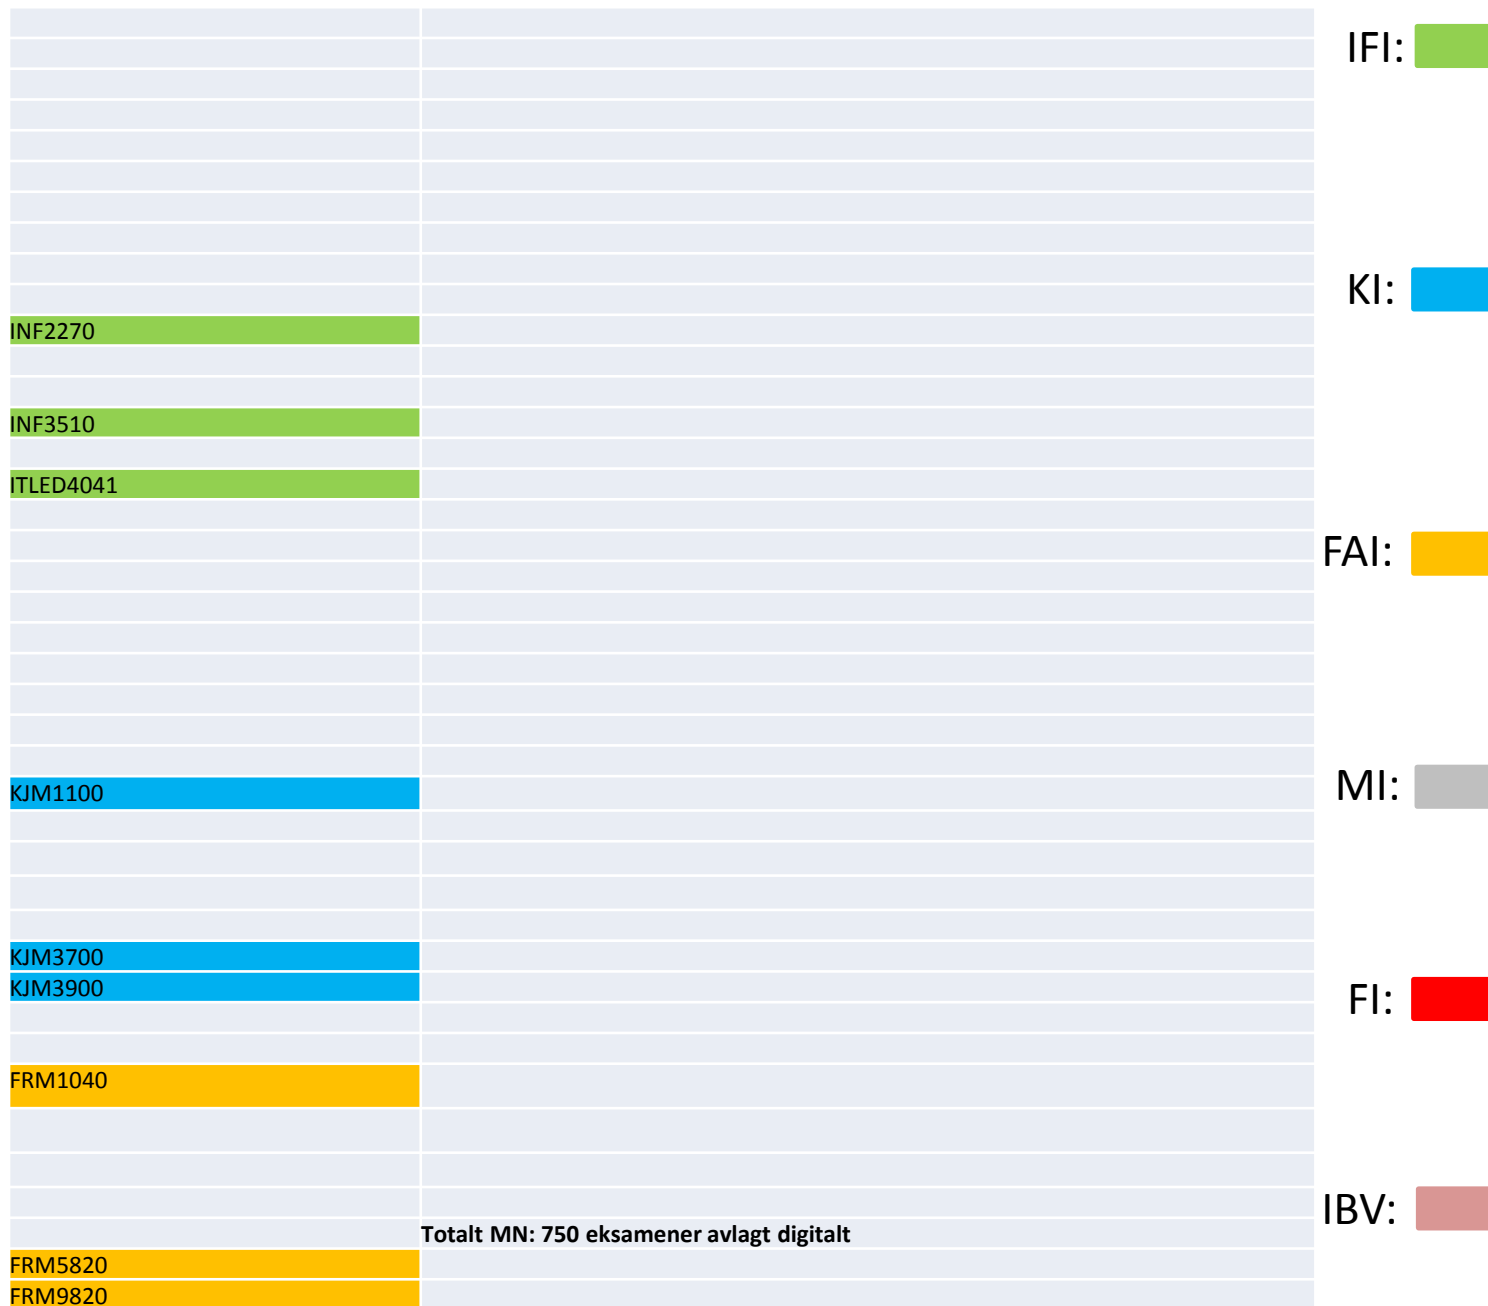 IFI:
KI:
INF2270
INF3510
ITLED4041
FAI:
KJM1100
MI:
KJM3700
KJM3900
FI:
FRM1040
IBV:
Totalt MN: 750 eksamener avlagt digitalt
FRM5820
FRM9820